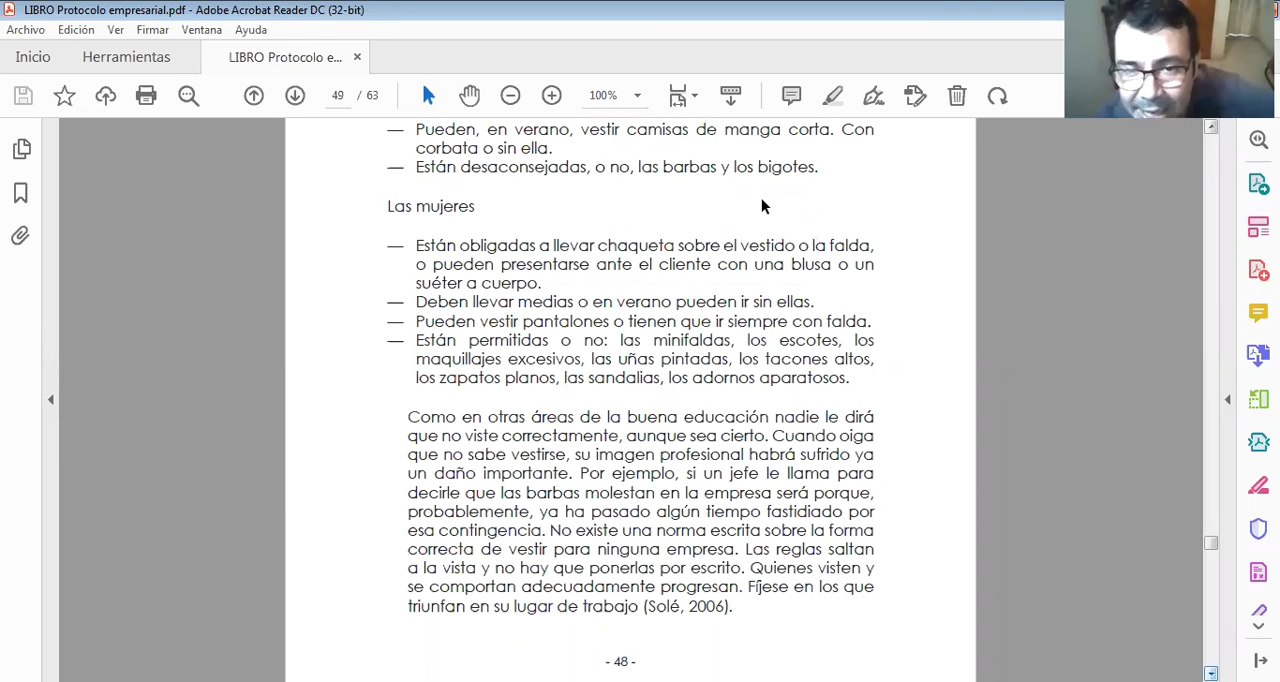 LIBRO Protocolo empresarial.pdf - Adobe Acrobat Reader DC (32-bit)
Archivo Edición Ver Firmar Ventana Ayuda
Inicio Herramientas LIBRO Protocolo e... ×
49 / 63 100%
— Pueden, en verano, vestir camisas de manga corta. Con
corbata o sin ella.
— Están desaconsejadas, o no, las barbas y los bigotes.
Las mujeres
— Están obligadas a llevar chaqueta sobre el vestido o la falda,
o pueden presentarse ante el cliente con una blusa o un
suéter a cuerpo.
— Deben llevar medias o en verano pueden ir sin ellas.
— Pueden vestir pantalones o tienen que ir siempre con falda.
— Están permitidas o no: las minifaldas, los escotes, los
maquillajes excesivos, las uñas pintadas, los tacones altos,
los zapatos planos, las sandalias, los adornos aparatosos.
Como en otras áreas de la buena educación nadie le dirá
que no viste correctamente, aunque sea cierto. Cuando oiga
que no sabe vestirse, su imagen profesional habrá sufrido ya
un daño importante. Por ejemplo, si un jefe le llama para
decirle que las barbas molestan en la empresa será porque,
probablemente, ya ha pasado algún tiempo fastidiado por
esa contingencia. No existe una norma escrita sobre la forma
correcta de vestir para ninguna empresa. Las reglas saltan
a la vista y no hay que ponerlas por escrito. Quienes visten y
se comportan adecuadamente progresan. Fíjese en los que
triunfan en su lugar de trabajo (Solé, 2006).
- 48 -